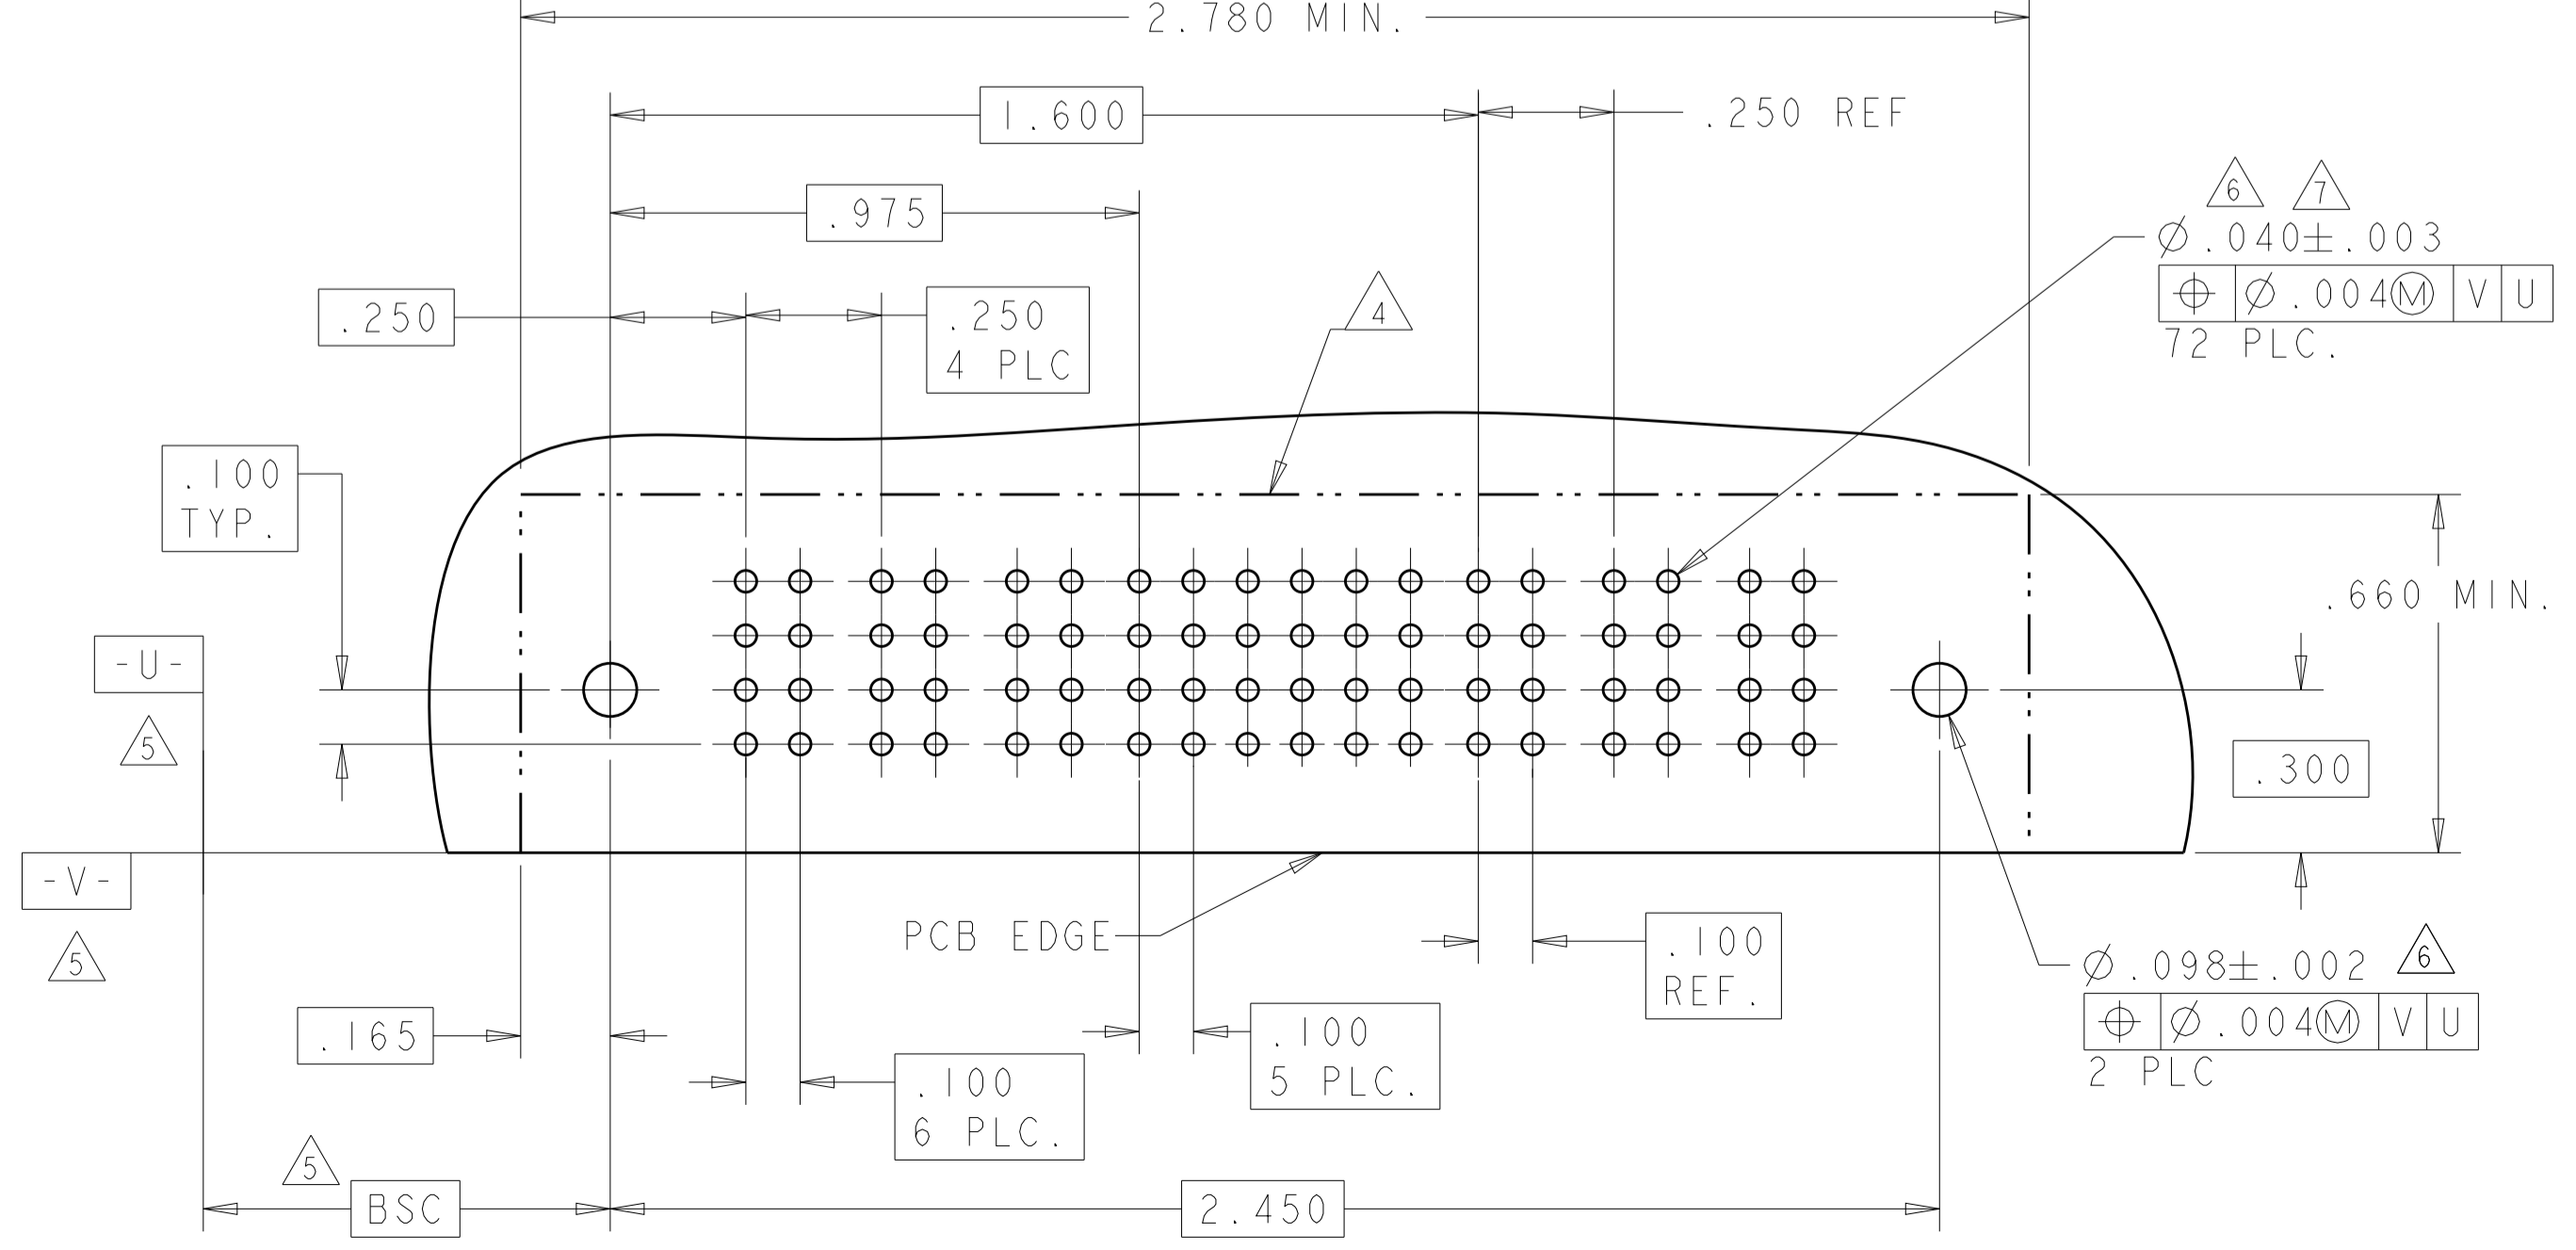 2.780 MIN.
1.600
.250 REF
.975
6 7
⌀.040±.003
⌖ ⌀.004Ⓜ V U
72 PLC.
.250
.250
4 PLC
4
.100
TYP.
.660 MIN.
-U-
5
.300
-V-
5
PCB EDGE
.100
REF.
⌀.098±.002 6
⌖ ⌀.004Ⓜ V U
2 PLC
.165
.100
5 PLC.
.100
6 PLC.
5
BSC
2.450